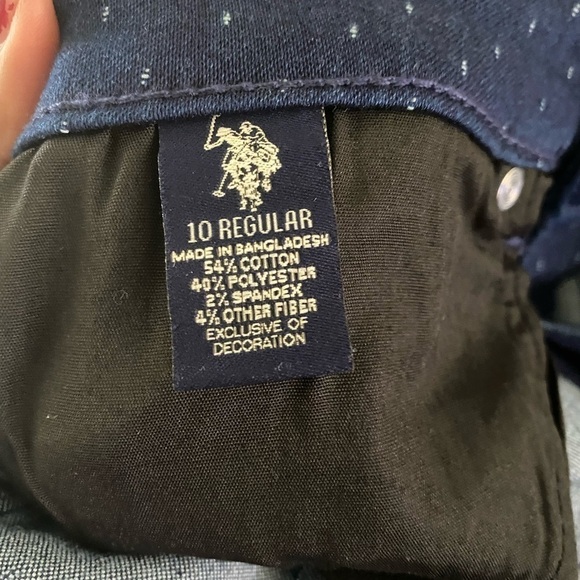 10 REGULAR
MADE IN BANGLADESH
54% COTTON
40% POLYESTER
2% SPANDEX
4% OTHER FIBER
EXCLUSIVE OF
DECORATION